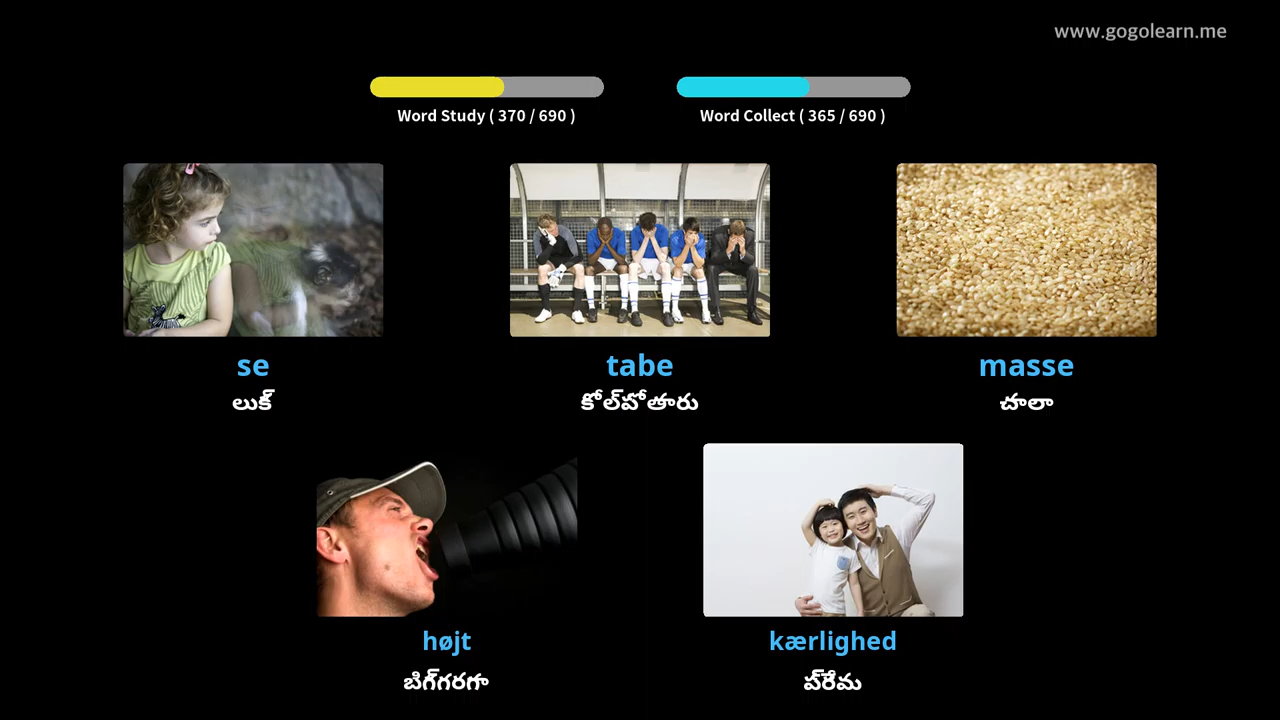 www.gogolearn.me
Word Study ( 370 / 690 )
Word Collect ( 365 / 690 )
se
లుక్
tabe
కోల్‌పోతారు
masse
చాలా
højt
బిగ్‌గరగా
kærlighed
ప్‌రేమ